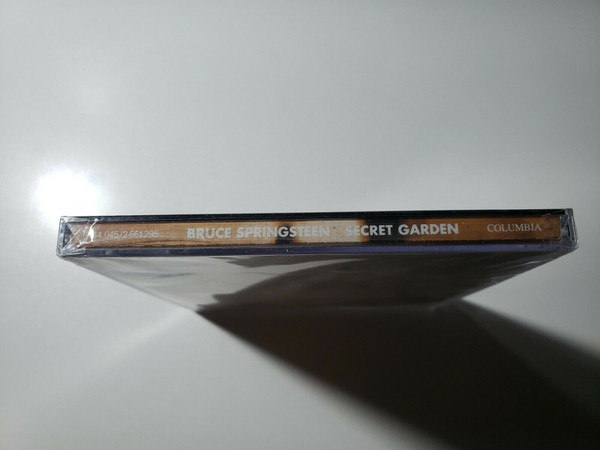 BRUCE SPRINGSTEEN SECRET GARDEN COLUMBIA